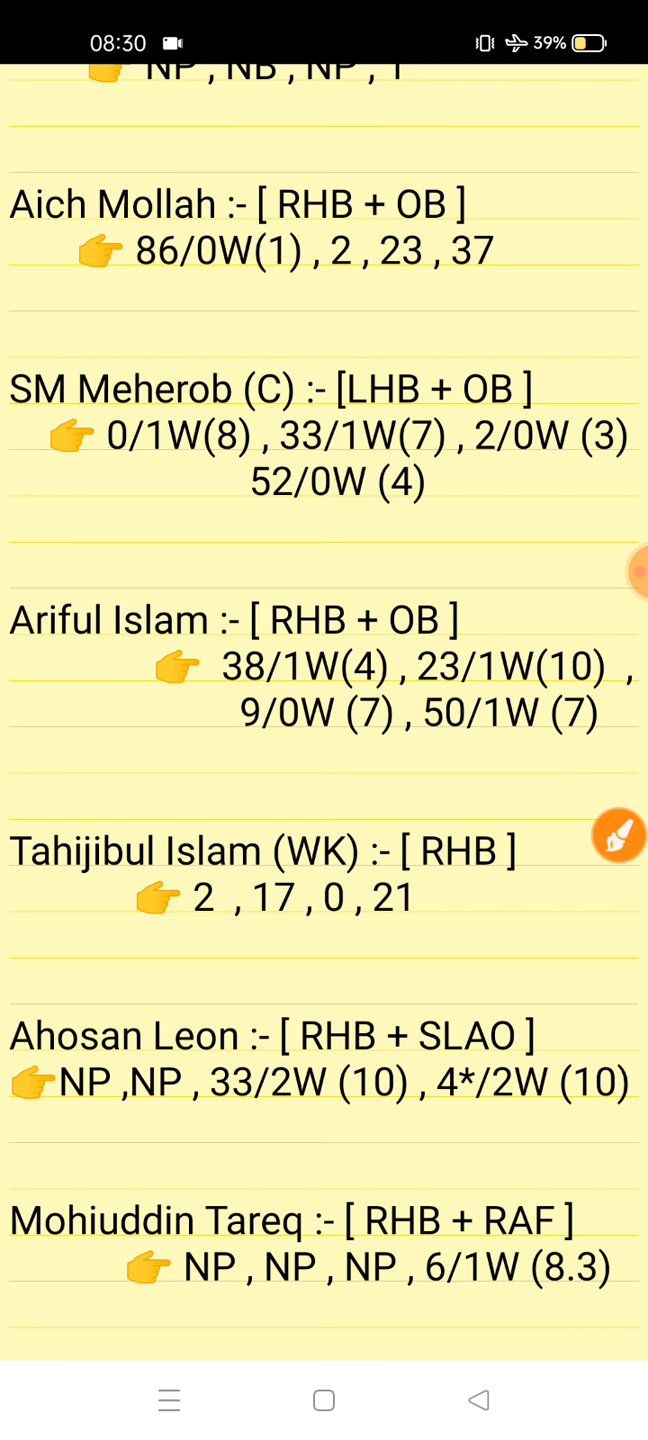 08:30 39%
NP , NB , NP , 1
Aich Mollah :- [ RHB + OB ]
👉 86/0W(1) , 2 , 23 , 37
SM Meherob (C) :- [LHB + OB ]
👉 0/1W(8) , 33/1W(7) , 2/0W (3)
52/0W (4)
Ariful Islam :- [ RHB + OB ]
👉 38/1W(4) , 23/1W(10) ,
9/0W (7) , 50/1W (7)
Tahijibul Islam (WK) :- [ RHB ]
👉 2 , 17 , 0 , 21
Ahosan Leon :- [ RHB + SLAO ]
👉NP ,NP , 33/2W (10) , 4*/2W (10)
Mohiuddin Tareq :- [ RHB + RAF ]
👉 NP , NP , NP , 6/1W (8.3)